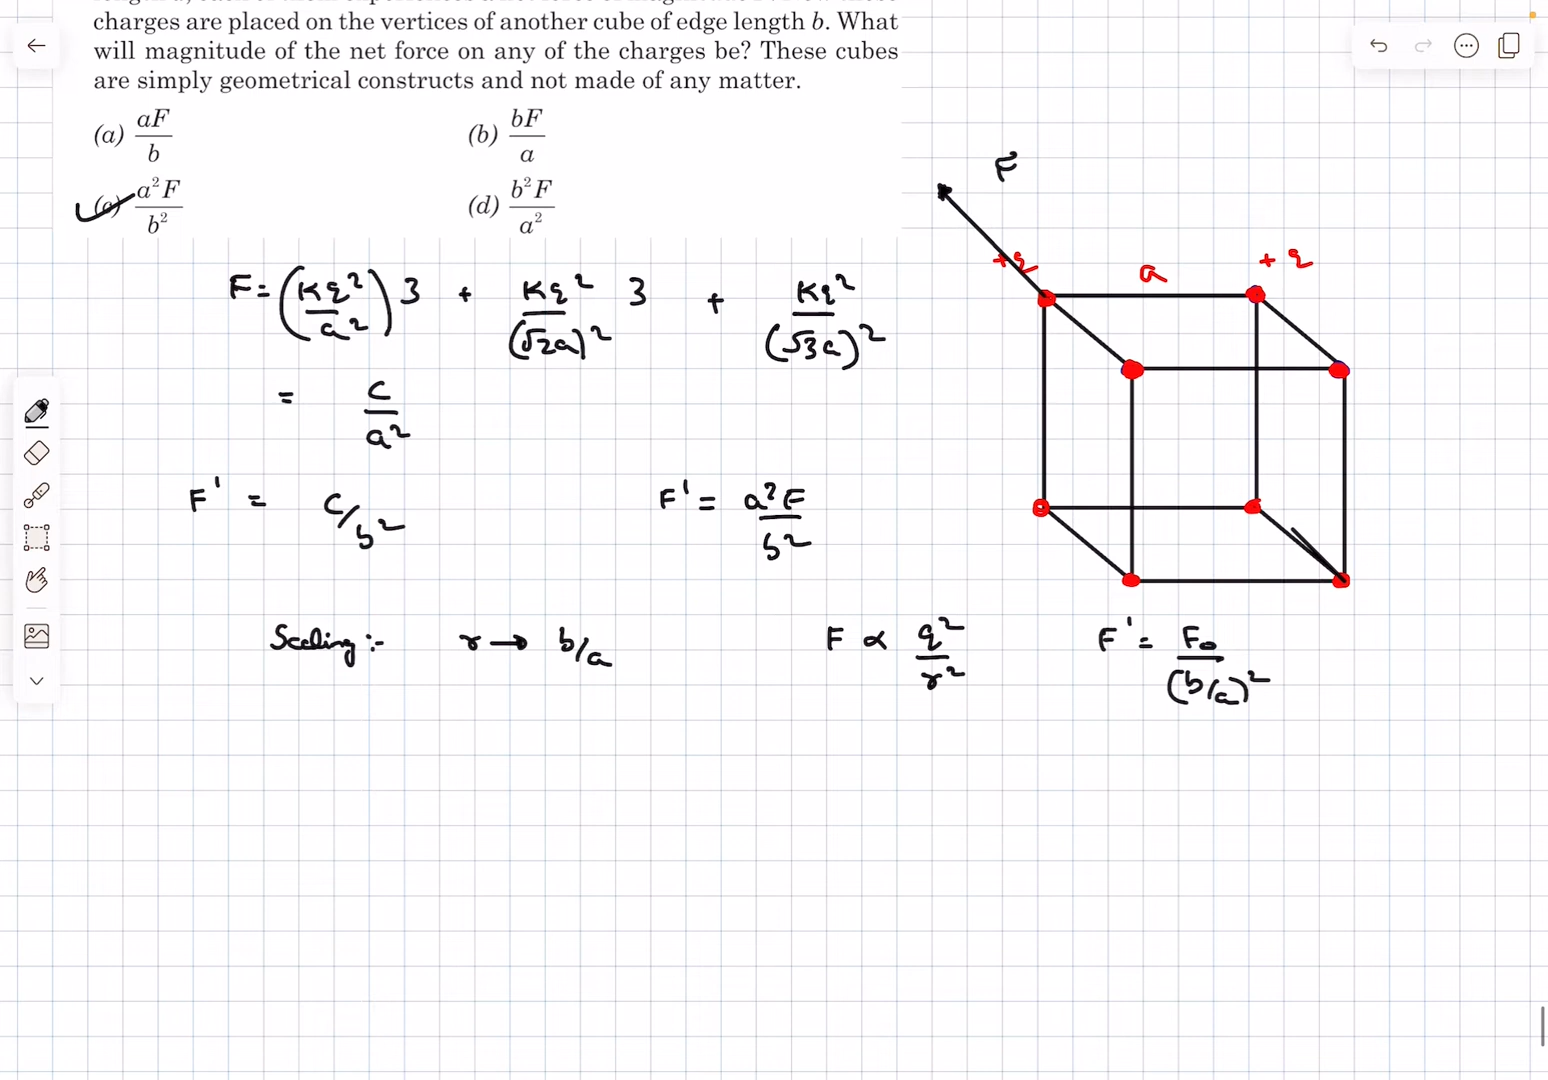 charges are placed on the vertices of another cube of edge length b. What
will magnitude of the net force on any of the charges be? These cubes
are simply geometrical constructs and not made of any matter.
(a) aF/b (b) bF/a
(c) a²F/b² (d) b²F/a²
F
+q a +q
F = (Kq²/a²) 3 + Kq²/(√2a)² 3 + Kq²/(√3a)²
= C/a²
F' = C/b² F' = a²F/b²
Scaling :- r → b/a F ∝ q²/r² F' = F₀/(b/a)²